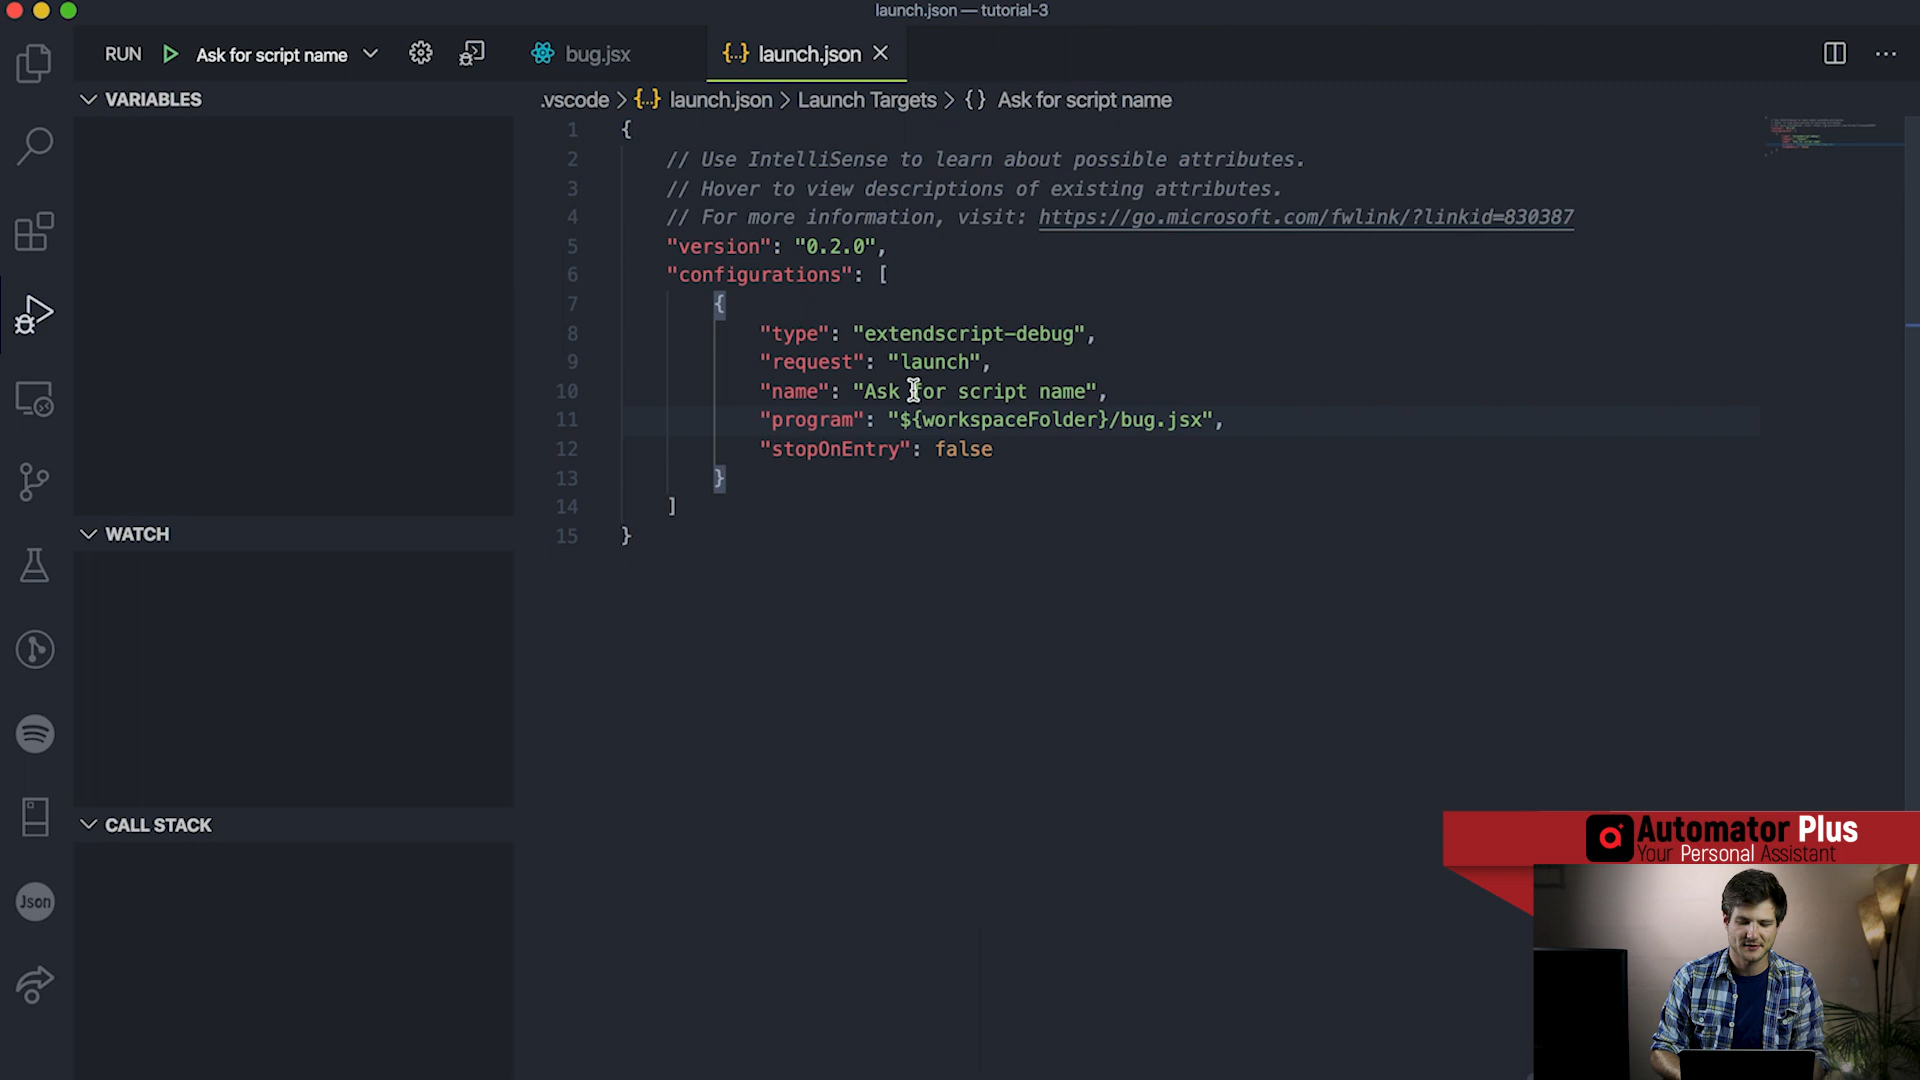 launch.json — tutorial-3
RUN Ask for script name
bug.jsx
{..} launch.json
VARIABLES
.vscode > {..} launch.json > Launch Targets > {} Ask for script name
1 {
2 // Use IntelliSense to learn about possible attributes.
3 // Hover to view descriptions of existing attributes.
4 // For more information, visit: https://go.microsoft.com/fwlink/?linkid=830387
5 "version": "0.2.0",
6 "configurations": [
7 {
8 "type": "extendscript-debug",
9 "request": "launch",
10 "name": "Ask for script name",
11 "program": "${workspaceFolder}/bug.jsx",
12 "stopOnEntry": false
13 }
14 ]
15 }
WATCH
CALL STACK
Json
Automator Plus
Your Personal Assistant